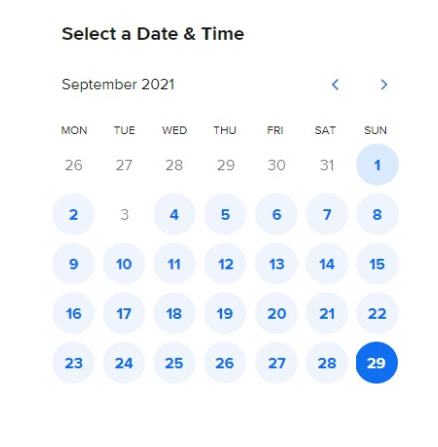 Select a Date & Time
September 2021
MON TUE WED THU FRI SAT SUN
26 27 28 29 30 31 1
2 3 4 5 6 7 8
9 10 11 12 13 14 15
16 17 18 19 20 21 22
23 24 25 26 27 28 29